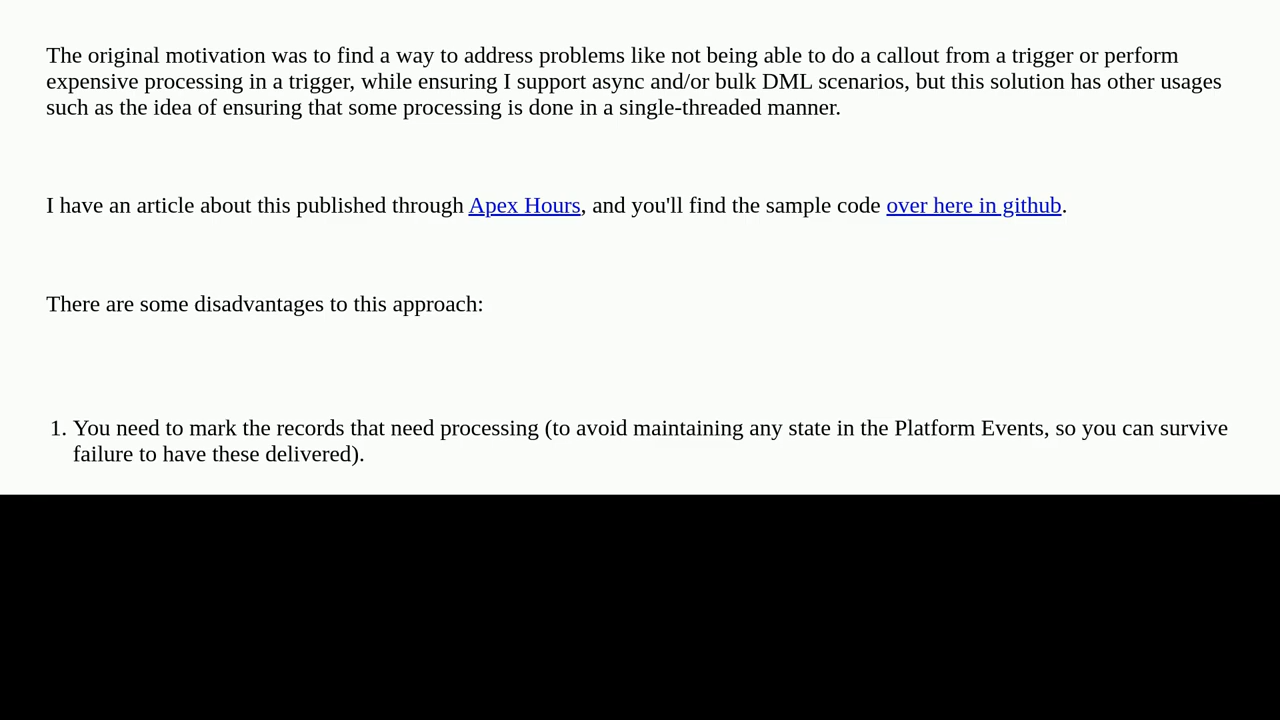 The original motivation was to find a way to address problems like not being able to do a callout from a trigger or perform
expensive processing in a trigger, while ensuring I support async and/or bulk DML scenarios, but this solution has other usages
such as the idea of ensuring that some processing is done in a single-threaded manner.
I have an article about this published through Apex Hours, and you'll find the sample code over here in github.
There are some disadvantages to this approach:
1. You need to mark the records that need processing (to avoid maintaining any state in the Platform Events, so you can survive
failure to have these delivered).